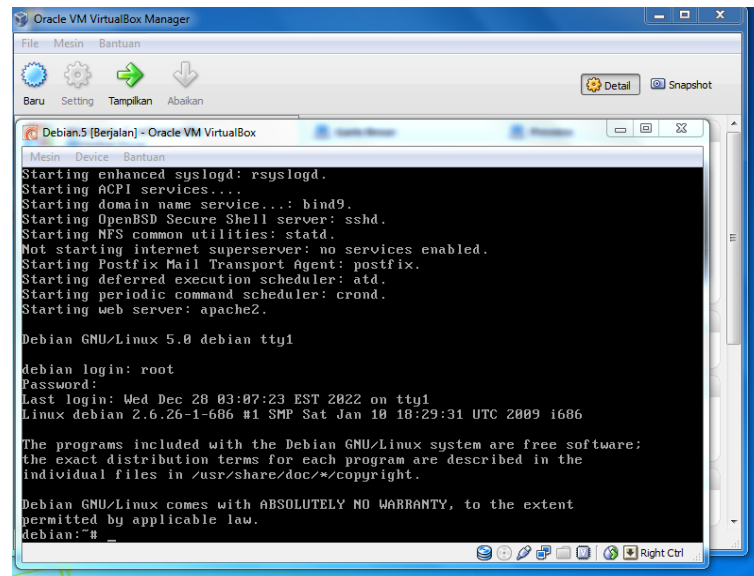 Oracle VM VirtualBox Manager
File Mesin Bantuan
Baru Setting Tampilkan Abaikan Detail Snapshot
Debian.5 [Berjalan] - Oracle VM VirtualBox
Mesin Device Bantuan
Starting enhanced syslogd: rsyslogd.
Starting ACPI services....
Starting domain name service...: bind9.
Starting OpenBSD Secure Shell server: sshd.
Starting NFS common utilities: statd.
Not starting internet superserver: no services enabled.
Starting Postfix Mail Transport Agent: postfix.
Starting deferred execution scheduler: atd.
Starting periodic command scheduler: crond.
Starting web server: apache2.
Debian GNU/Linux 5.0 debian tty1
debian login: root
Password:
Last login: Wed Dec 28 03:07:23 EST 2022 on tty1
Linux debian 2.6.26-1-686 #1 SMP Sat Jan 10 18:29:31 UTC 2009 i686
The programs included with the Debian GNU/Linux system are free software;
the exact distribution terms for each program are described in the
individual files in /usr/share/doc/*/copyright.
Debian GNU/Linux comes with ABSOLUTELY NO WARRANTY, to the extent
permitted by applicable law.
debian:~# _
Right Ctrl